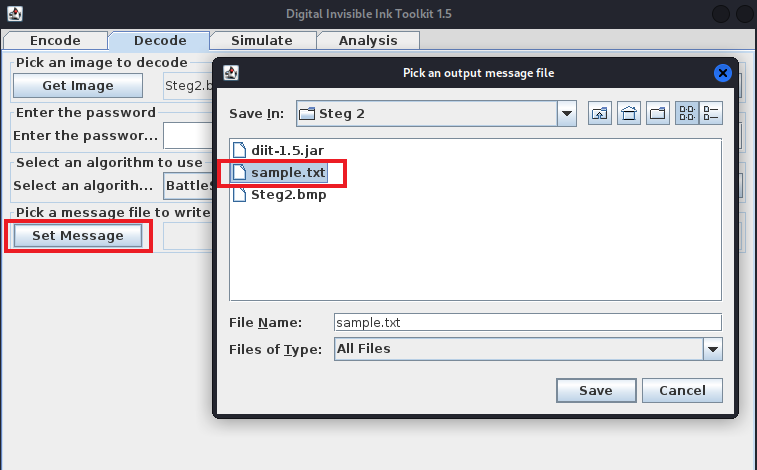 Digital Invisible Ink Toolkit 1.5
Encode Decode Simulate Analysis
Pick an image to decode
Get Image Steg2.b
Enter the password
Enter the passwor...
Select an algorithm to use
Select an algorith... BattleS
Pick a message file to write
Set Message
Pick an output message file
Save In: Steg 2
diit-1.5.jar
sample.txt
Steg2.bmp
File Name: sample.txt
Files of Type: All Files
Save Cancel